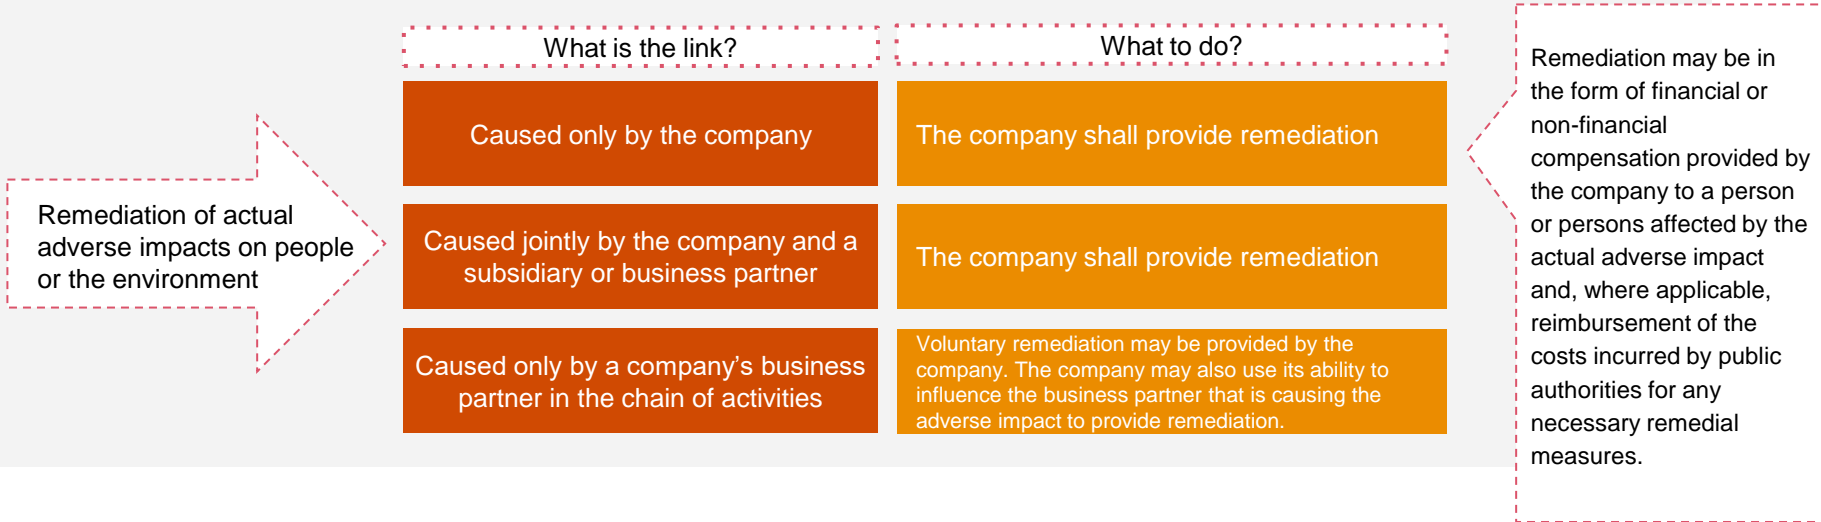 Remediation of actual
adverse impacts on people
or the environment
What is the link?
What to do?
Caused only by the company
The company shall provide remediation
Caused jointly by the company and a
subsidiary or business partner
The company shall provide remediation
Caused only by a company’s business
partner in the chain of activities
Voluntary remediation may be provided by the
company. The company may also use its ability to
influence the business partner that is causing the
adverse impact to provide remediation.
Remediation may be in
the form of financial or
non-financial
compensation provided by
the company to a person
or persons affected by the
actual adverse impact
and, where applicable,
reimbursement of the
costs incurred by public
authorities for any
necessary remedial
measures.